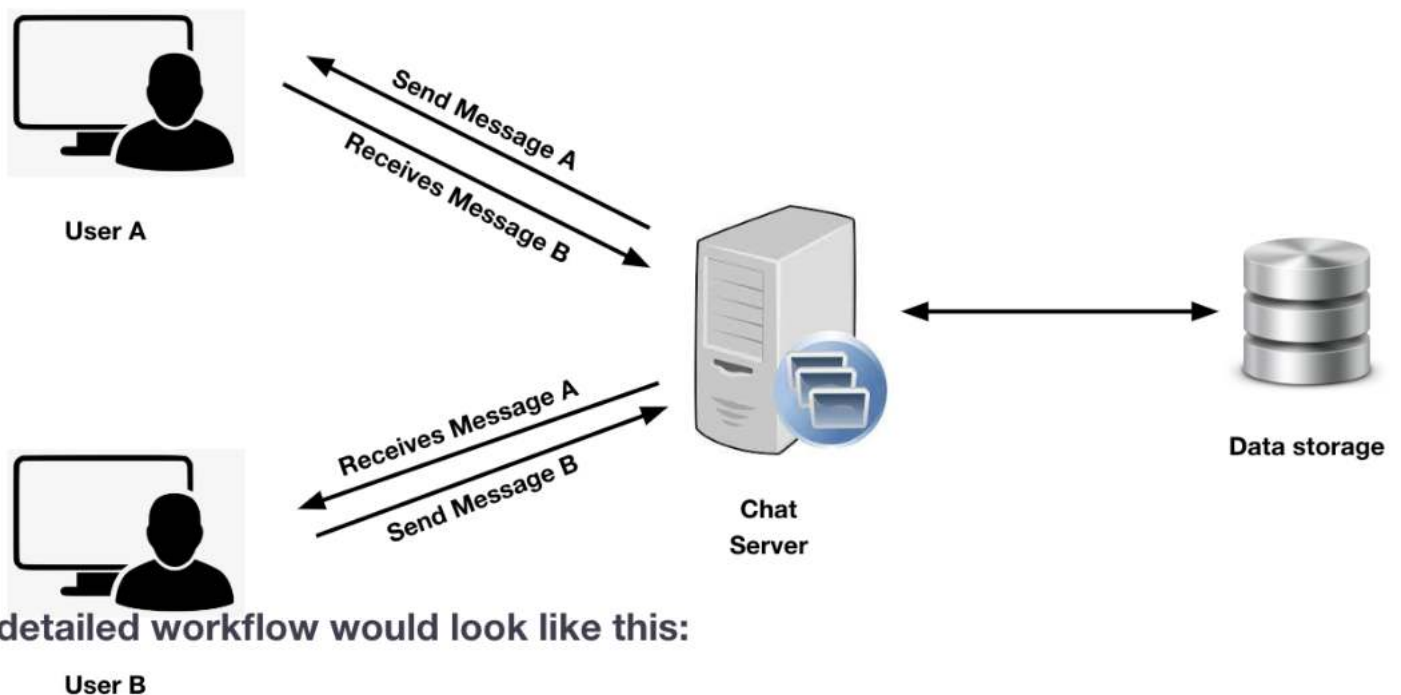 Send Message A
Receives Message B
User A
Receives Message A
Send Message B
Data storage
Chat
Server
detailed workflow would look like this:
User B